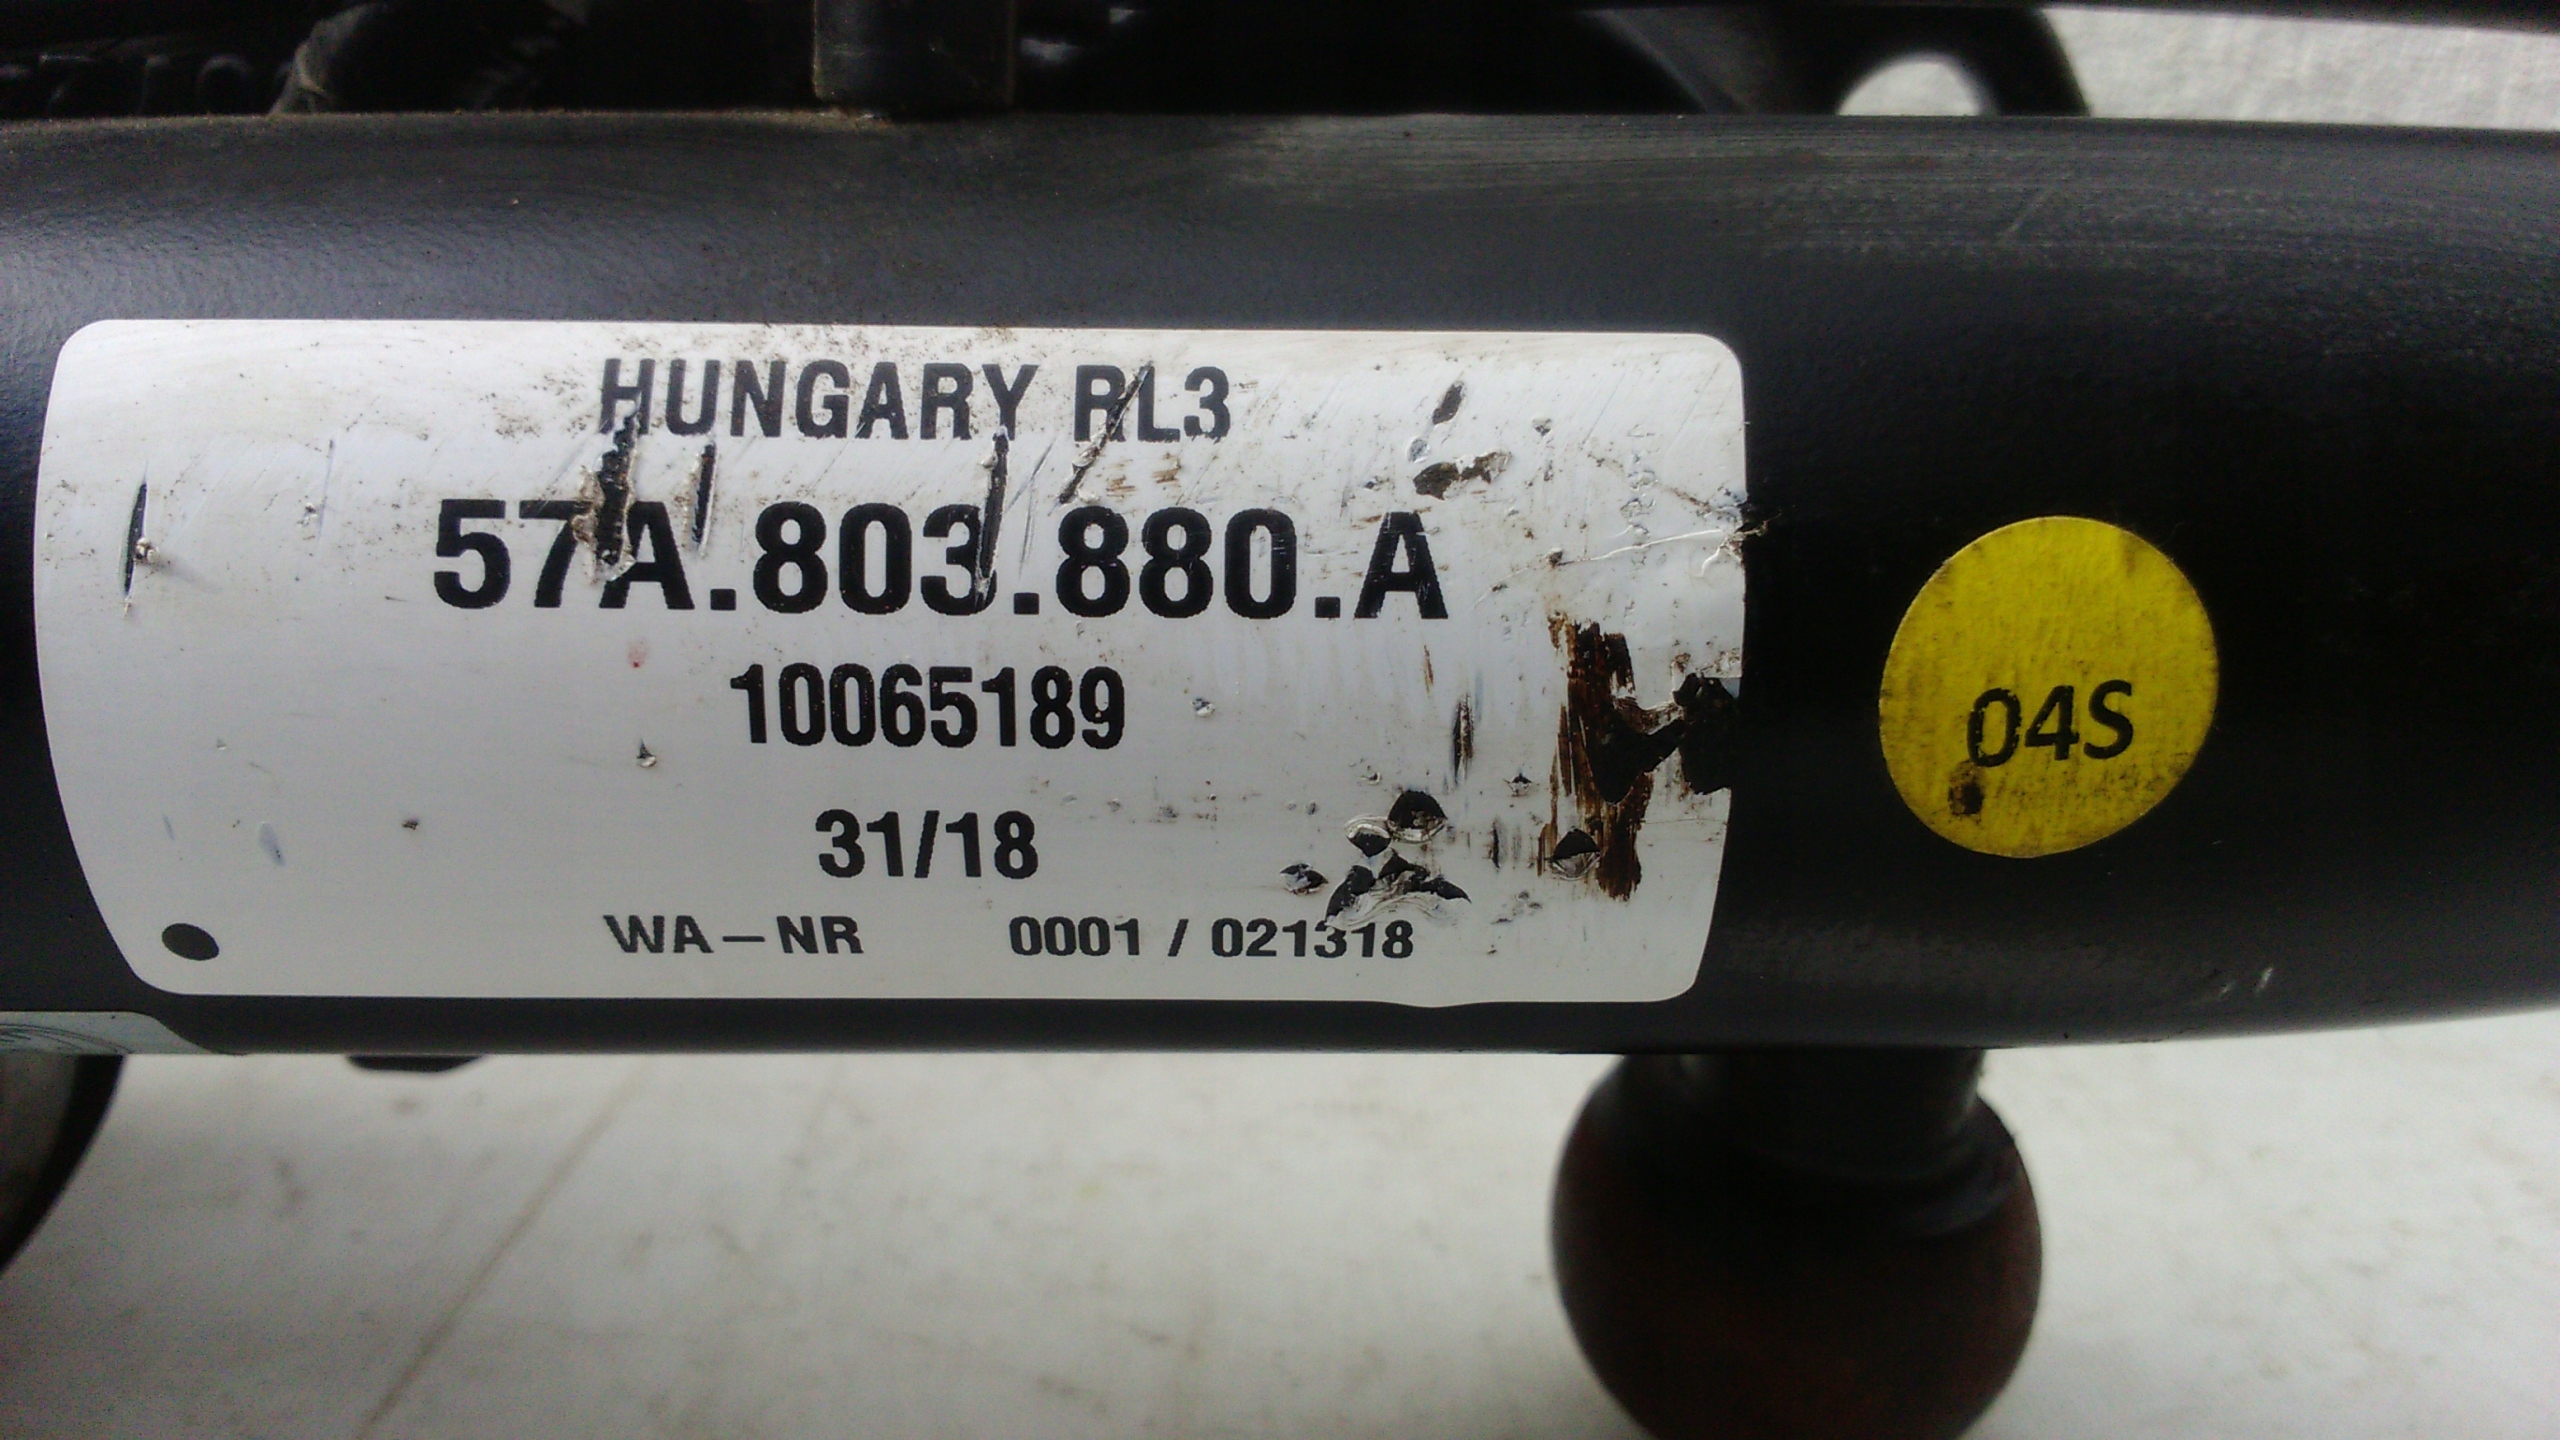 HUNGARY RL3
57A.803.880.A
10065189
31/18
WA-NR 0001 / 021318
04S